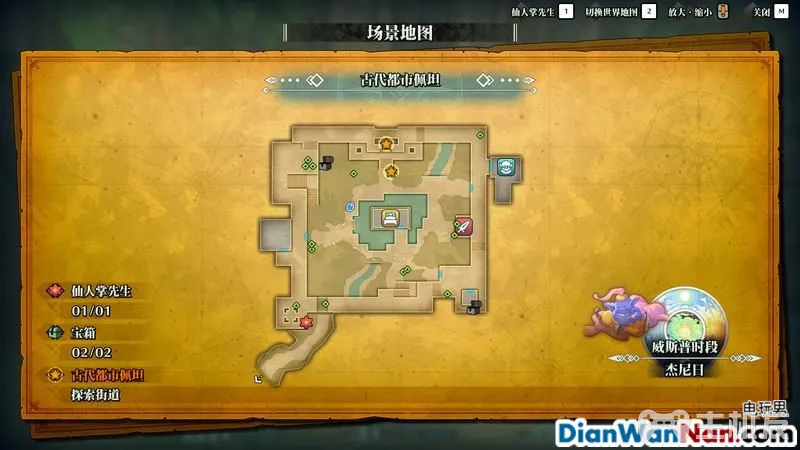 仙人掌先生 1 切换世界地图 2 放大·缩小 关闭 M
场景地图
古代都市佩坦
仙人掌先生
01/01
宝箱
02/02
古代都市佩坦
探索街道
威斯普时段
杰尼日
电玩男
DianWanNan.com